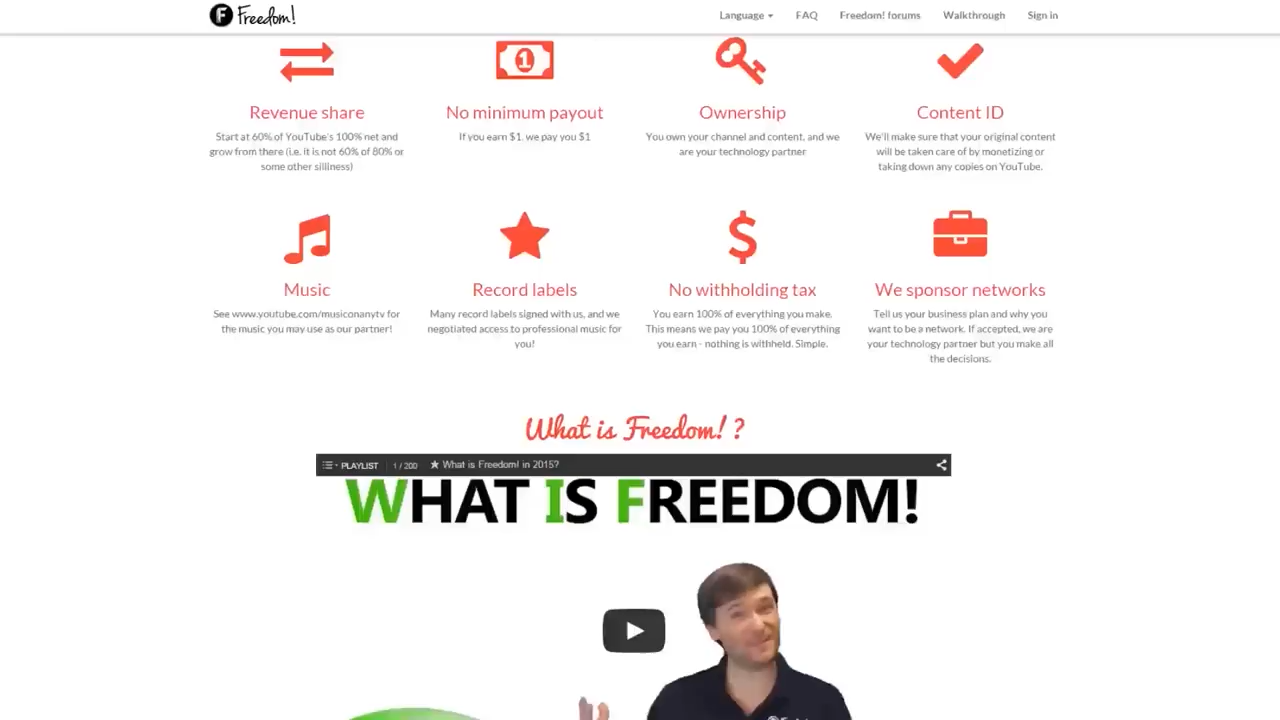 Freedom!
Language FAQ Freedom! forums Walkthrough Sign in
1
Revenue share
Start at 60% of YouTube's 100% net and
grow from there (i.e. it is not 60% of 80% or
some other silliness)
No minimum payout
If you earn $1, we pay you $1
Ownership
You own your channel and content, and we
are your technology partner
Content ID
We'll make sure that your original content
will be taken care of by monetizing or
taking down any copies on YouTube.
Music
See www.youtube.com/musiconanytv for
the music you may use as our partner!
Record labels
Many record labels signed with us, and we
negotiated access to professional music for
you!
No withholding tax
You earn 100% of everything you make.
This means we pay you 100% of everything
you earn - nothing is withheld. Simple.
We sponsor networks
Tell us your business plan and why you
want to be a network. If accepted, we are
your technology partner but you make all
the decisions.
What is Freedom! ?
PLAYLIST 1 / 200 ★ What is Freedom! in 2015?
WHAT IS FREEDOM!